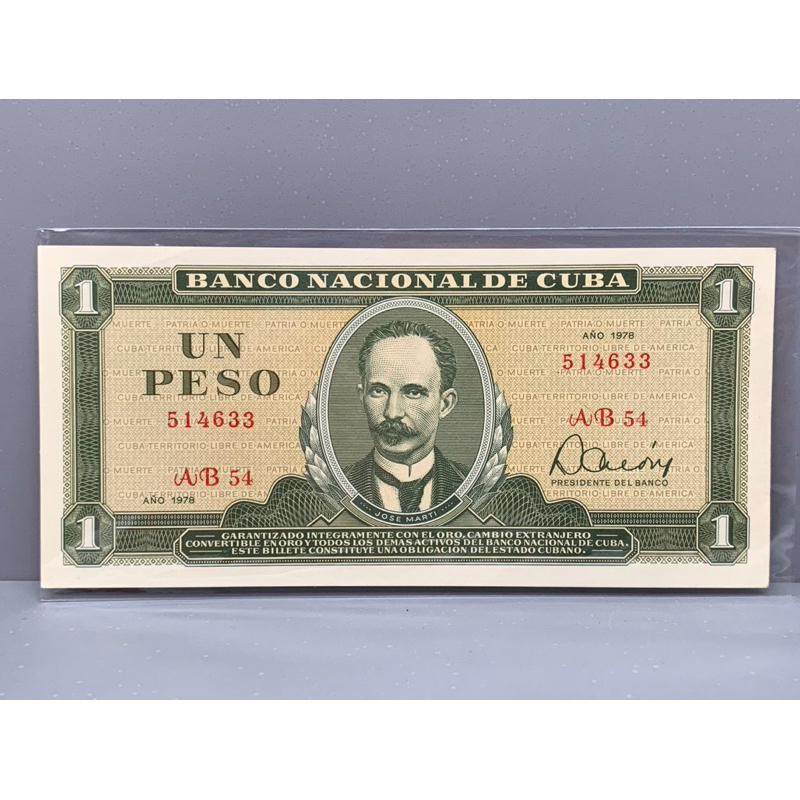 BANCO NACIONAL DE CUBA
1
1
MUERTE PATRIA O MUERTE PATRIA O MUERTE
AÑO 1978
UN
PESO
514633
514633
AB 54
AB 54
CUBA TERRITORIO LIBRE DE AMERICA
AÑO 1978
PRESIDENTE DEL BANCO
JOSE MARTI
1
1
GARANTIZADO INTEGRAMENTE CON EL ORO, CAMBIO EXTRANJERO
CONVERTIBLE EN ORO Y TODOS LOS DEMAS ACTIVOS DEL BANCO NACIONAL DE CUBA.
ESTE BILLETE CONSTITUYE UNA OBLIGACION DEL ESTADO CUBANO.